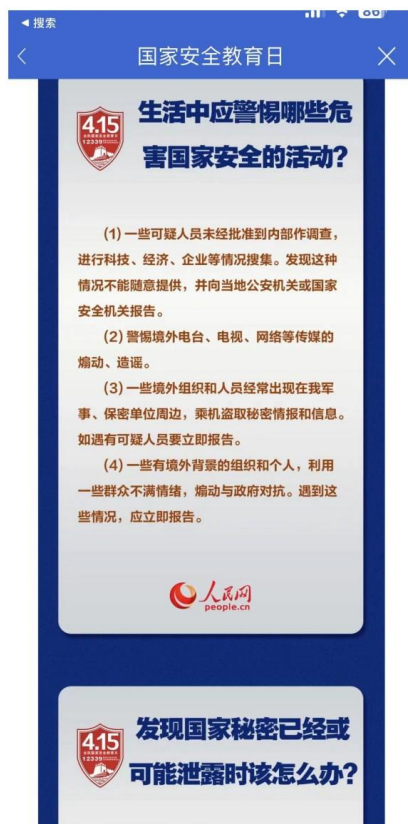 搜索
86
国家安全教育日
4.15
12339
生活中应警惕哪些危
害国家安全的活动?
(1) 一些可疑人员未经批准到内部作调查，
进行科技、经济、企业等情况搜集。发现这种
情况不能随意提供，并向当地公安机关或国家
安全机关报告。
(2) 警惕境外电台、电视、网络等传媒的
煽动、造谣。
(3) 一些境外组织和人员经常出现在我军
事、保密单位周边，乘机盗取秘密情报和信息。
如遇有可疑人员要立即报告。
(4) 一些有境外背景的组织和个人，利用
一些群众不满情绪，煽动与政府对抗。遇到这
些情况，应立即报告。
人民网
people.cn
4.15
12339
发现国家秘密已经或
可能泄露时该怎么办?